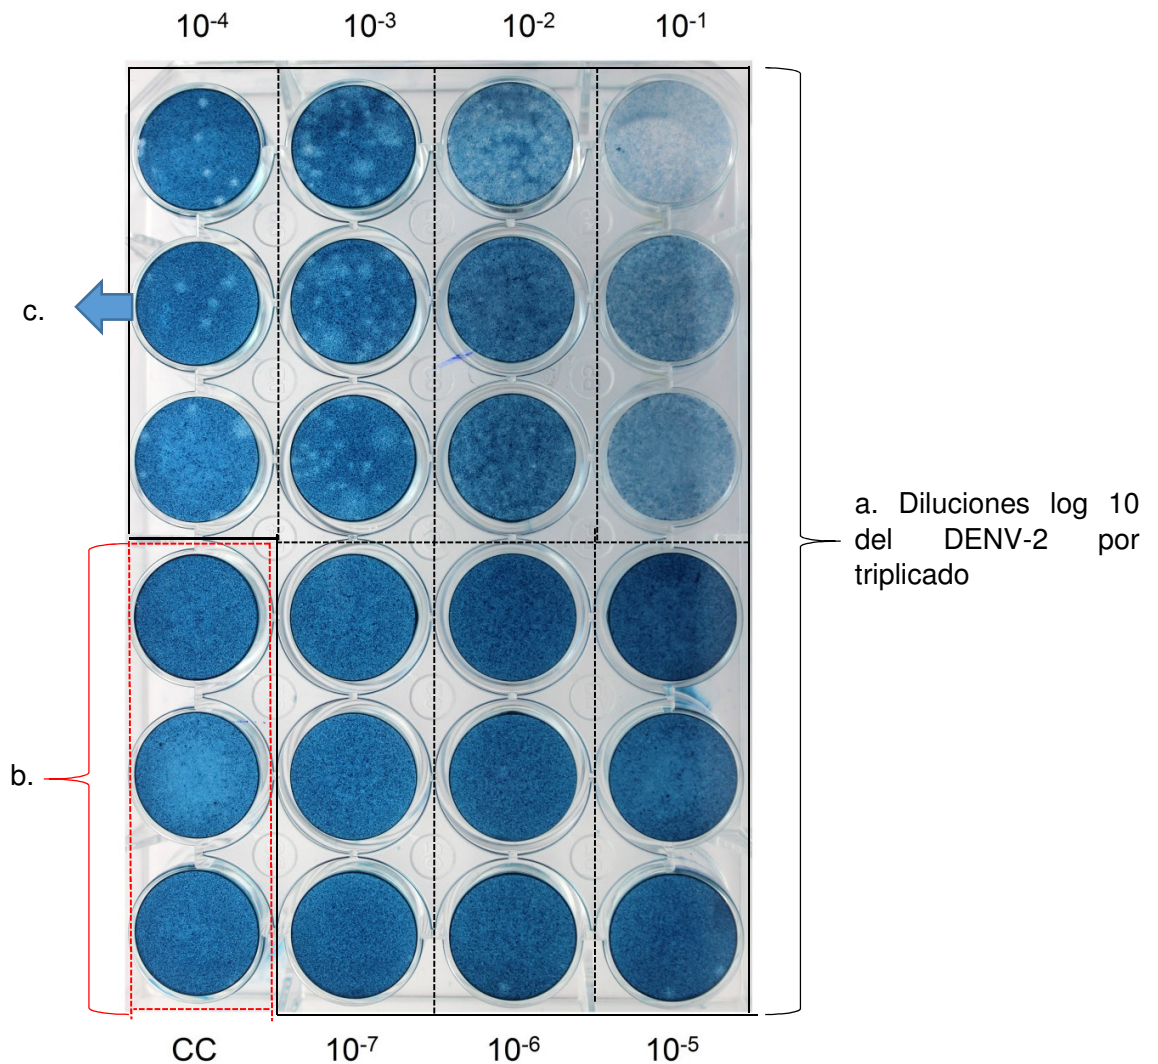 10-4 10-3 10-2 10-1
c.
a. Diluciones log 10
del DENV-2 por
triplicado
b.
CC 10-7 10-6 10-5